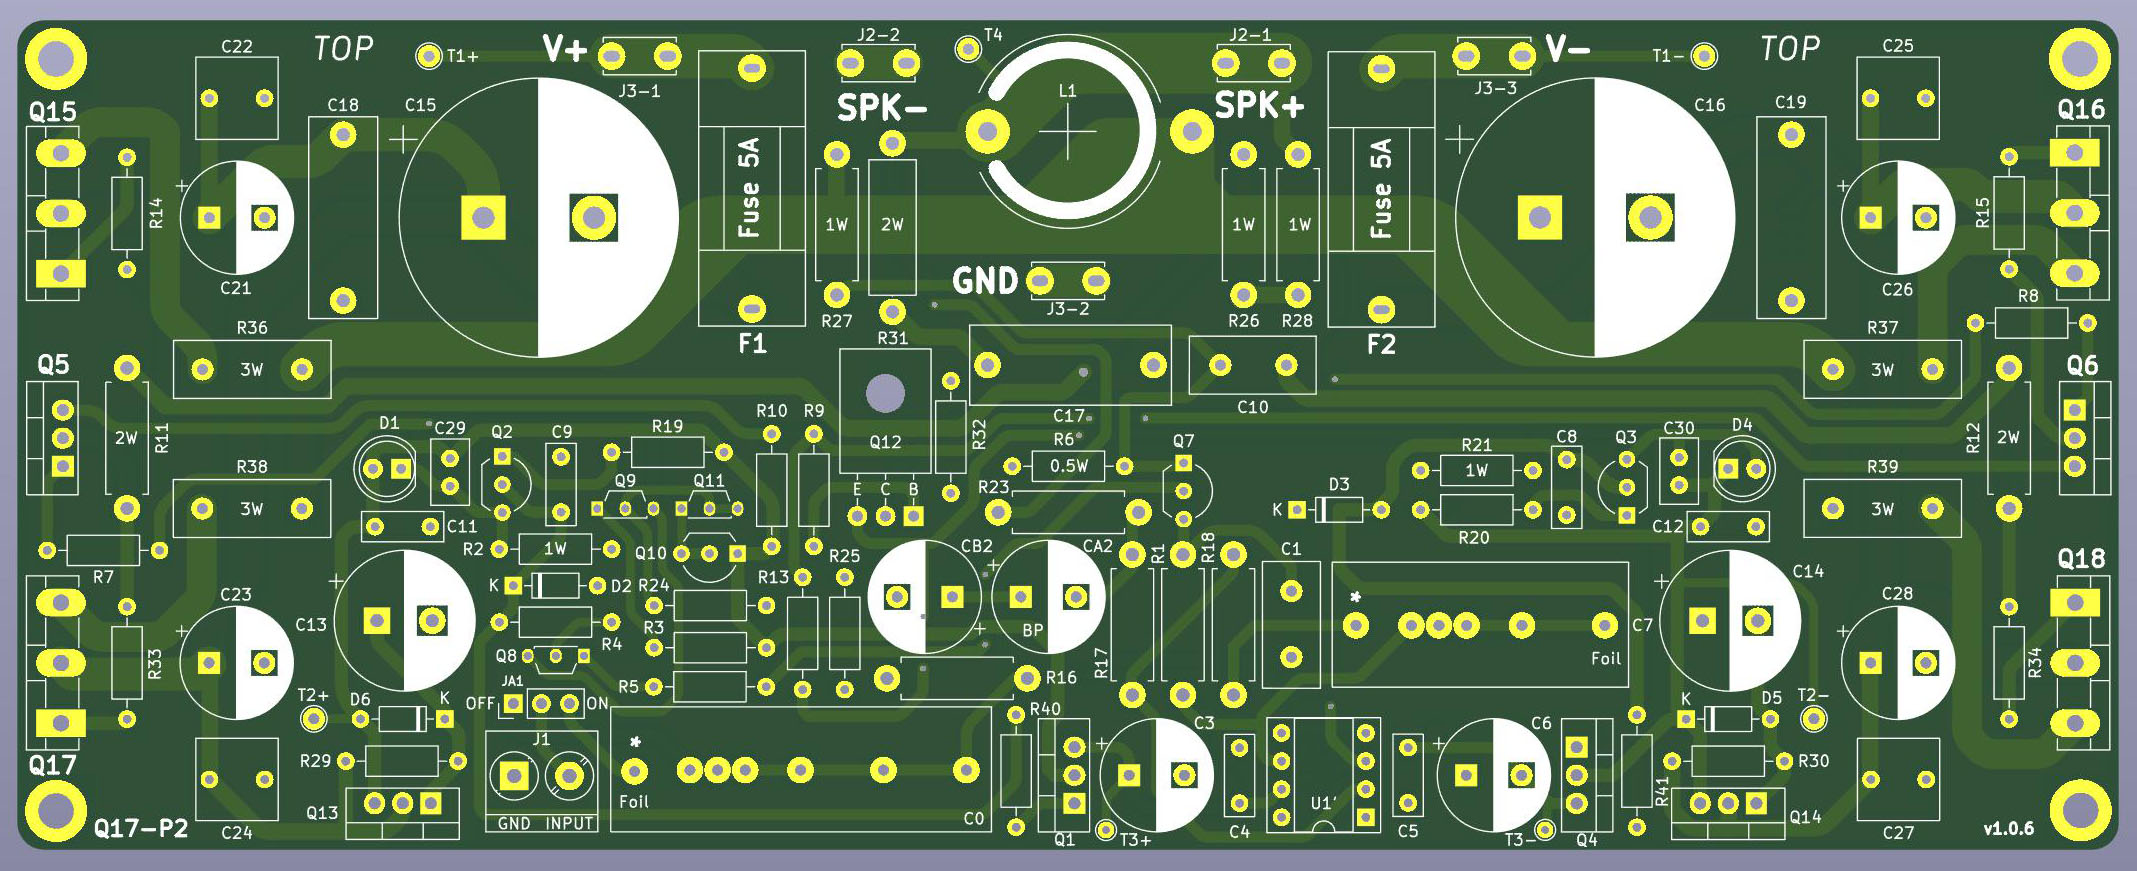 TOP
V+
J2-2
T4
J2-1
V-
TOP
C22
T1+
J3-1
SPK-
L1
SPK+
J3-3
T1-
C25
Q15
C18
C15
Fuse 5A
Fuse 5A
C16
C19
Q16
R14
1W
2W
1W
1W
R15
C21
GND
J3-2
C26
R8
R36
R27
R31
R26
R28
R37
F1
F2
Q5
3W
3W
Q6
C17
C10
D1
C29
Q2
C9
R19
R10
R9
Q12
R32
R6
Q7
R21
C8
Q3
C30
D4
2W
R11
0.5W
1W
R12
2W
R38
Q9
Q11
E
C
B
R23
D3
K
R39
3W
C11
R20
C12
3W
R2
1W
Q10
R25
CB2
CA2
R1
R18
C1
Q18
R7
K
D2
R24
R13
C14
C23
C13
R3
R4
BP
*
C7
C28
R33
Q8
R5
R17
Foil
R34
JA1
OFF
ON
R16
T2+
D6
K
R40
K
D5
T2-
J1
*
C3
C6
R29
R30
Q17
Foil
R41
Q13
U1'
Q14
Q17-P2
C24
GND
INPUT
C0
Q1
T3+
C4
C5
T3-
Q4
C27
v1.0.6